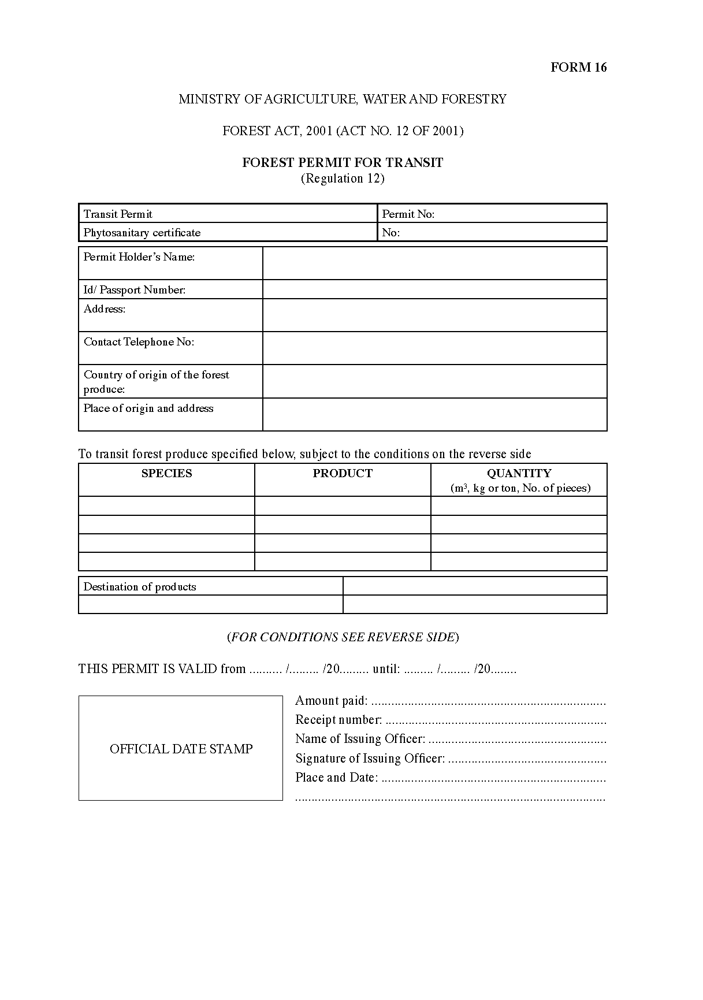 FORM 16
MINISTRY OF AGRICULTURE, WATER AND FORESTRY
FOREST ACT, 2001 (ACT NO. 12 OF 2001)
FOREST PERMIT FOR TRANSIT
(Regulation 12)
Transit Permit Permit No:
Phytosanitary certificate No:
Permit Holder’s Name:
Id/ Passport Number:
Address:
Contact Telephone No:
Country of origin of the forest
produce:
Place of origin and address
To transit forest produce specified below, subject to the conditions on the reverse side
SPECIES PRODUCT QUANTITY
(m³, kg or ton, No. of pieces)
Destination of products
(FOR CONDITIONS SEE REVERSE SIDE)
THIS PERMIT IS VALID from .......... /......... /20......... until: ......... /......... /20........
OFFICIAL DATE STAMP
Amount paid: .......................................................................
Receipt number: ...................................................................
Name of Issuing Officer: ......................................................
Signature of Issuing Officer: ................................................
Place and Date: ....................................................................
..............................................................................................